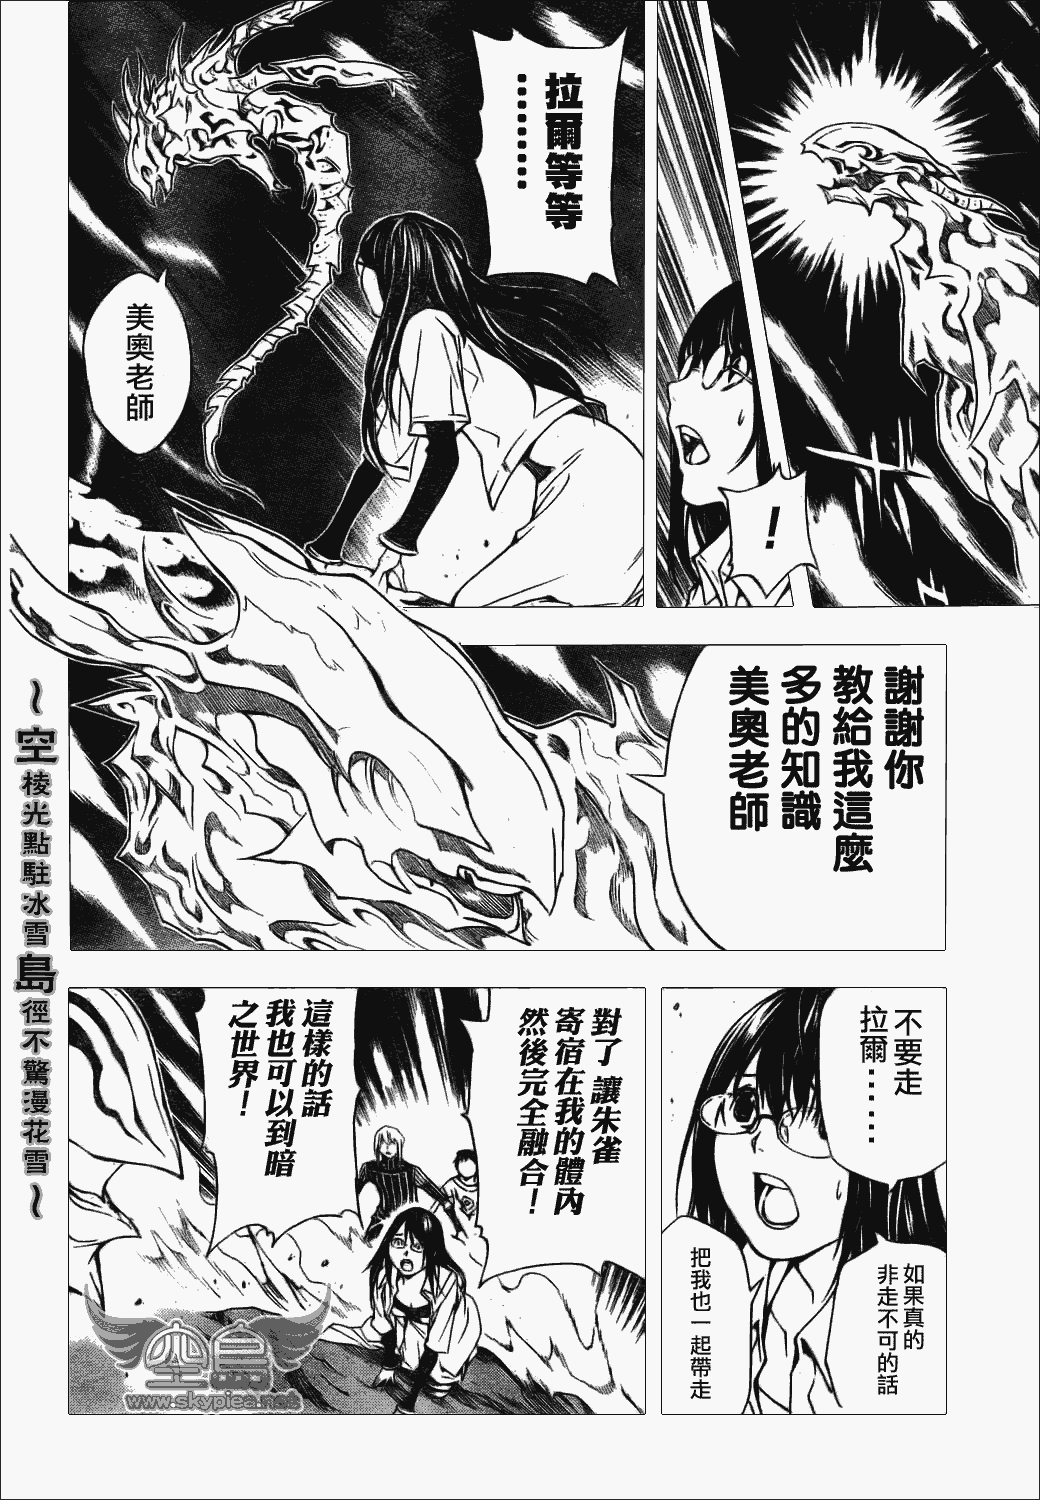 ！
拉爾等等
………
美奧老師
謝謝你
教給我這麼
多的知識
美奧老師
不要走
拉爾……
如果真的
非走不可的話
把我也一起帶走
對了 讓朱雀
寄宿在我的體內
然後完全融合！
這樣的話
我也可以到暗
之世界！
～空棱光點駐冰雪島徑不驚漫花雪～
空島
www.skypiea.net